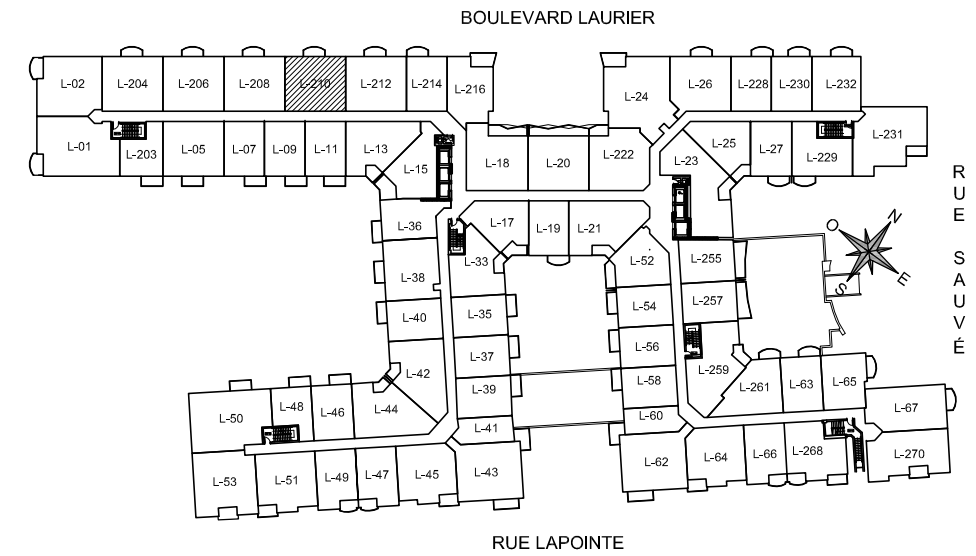 BOULEVARD LAURIER
L-02
L-204
L-206
L-208
L-210
L-212
L-214
L-216
L-24
L-26
L-228
L-230
L-232
L-01
L-203
L-05
L-07
L-09
L-11
L-13
L-15
L-18
L-20
L-222
L-23
L-25
L-27
L-229
L-231
L-36
L-17
L-19
L-21
L-33
L-52
L-255
L-38
L-35
L-54
L-257
L-40
L-37
L-56
L-42
L-39
L-58
L-259
L-261
L-63
L-65
L-50
L-48
L-46
L-44
L-41
L-60
L-67
L-53
L-51
L-49
L-47
L-45
L-43
L-62
L-64
L-66
L-268
L-270
N
O
E
S
RUE SAUVÉ
RUE LAPOINTE